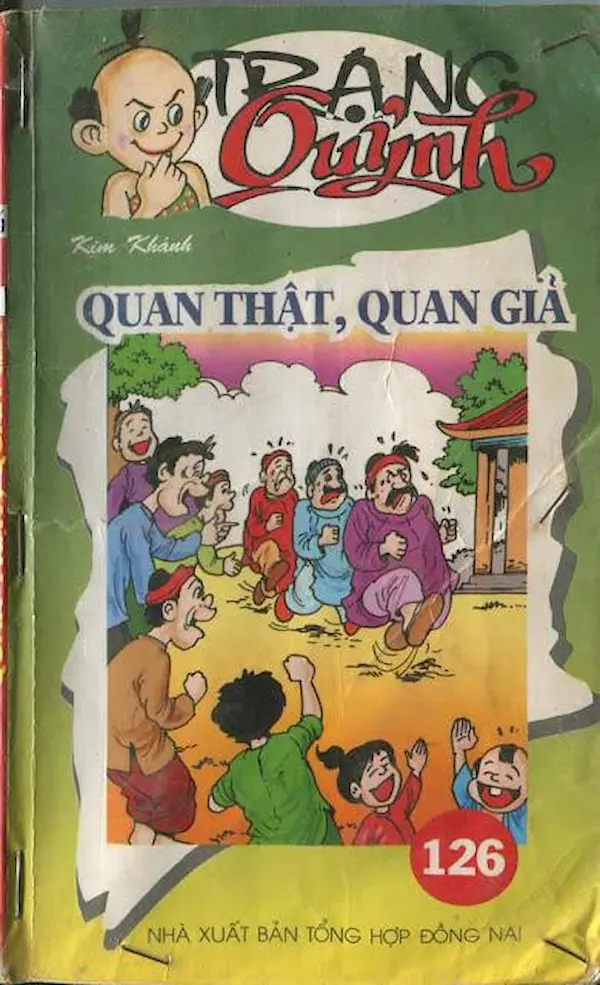 TRẠNG
Quỳnh
Kim Khánh
QUAN THẬT, QUAN GIẢ
126
NHÀ XUẤT BẢN TỔNG HỢP ĐỒNG NAI